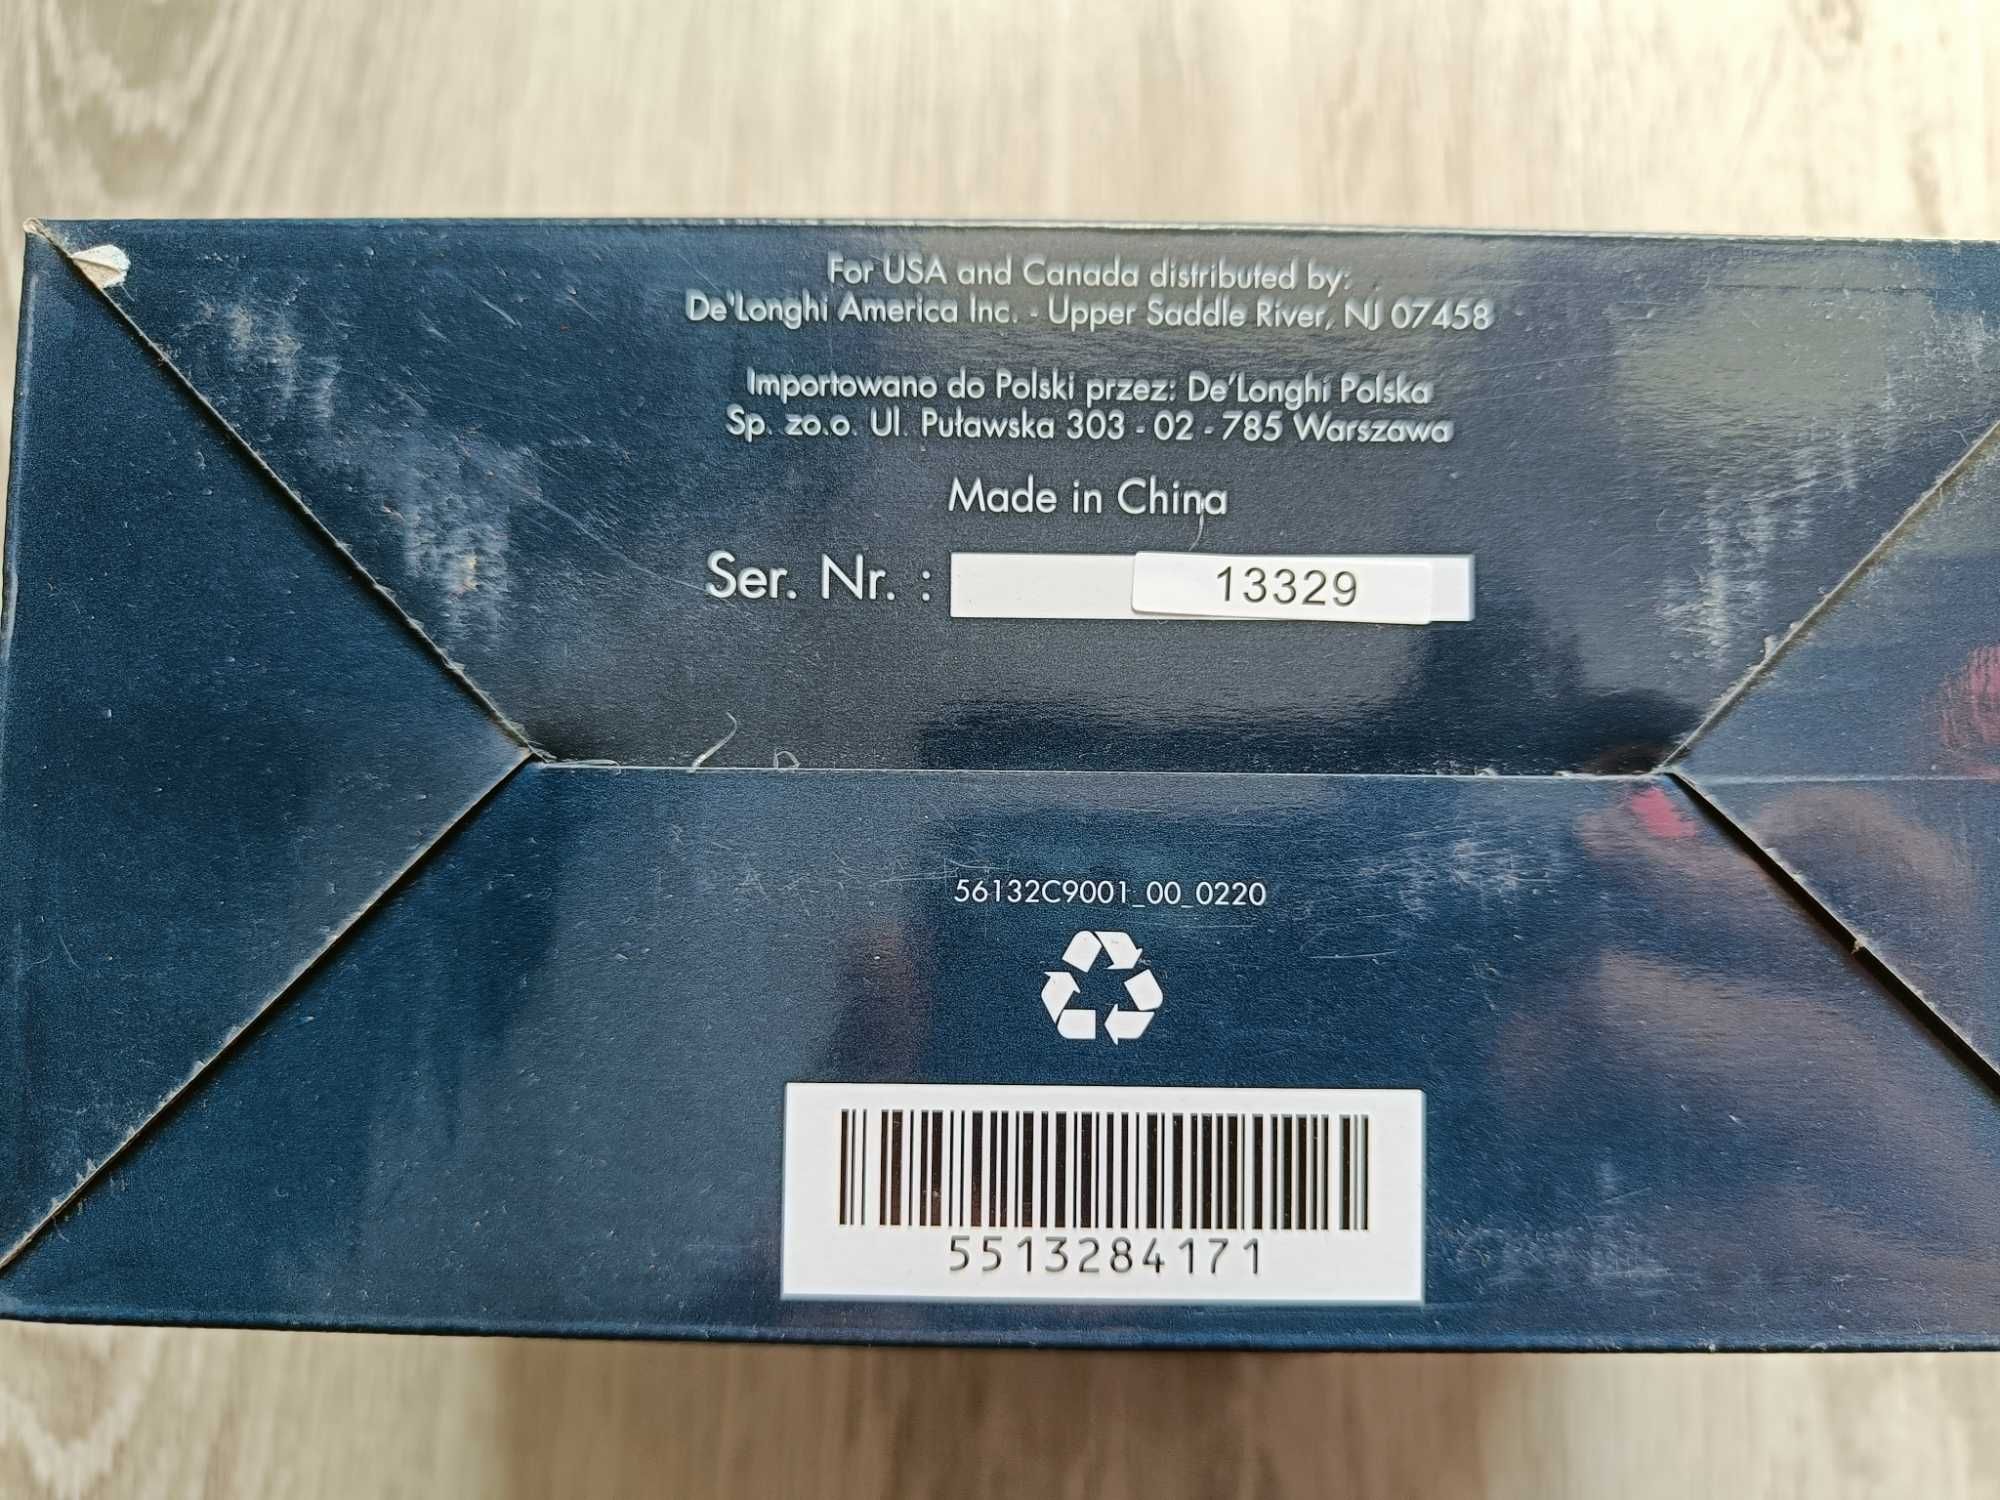 For USA and Canada distributed by:
De'Longhi America Inc. - Upper Saddle River, NJ 07458
Importowano do Polski przez: De'Longhi Polska
Sp. zo.o. Ul. Puławska 303 - 02 - 785 Warszawa
Made in China
Ser. Nr. : 13329
56132C9001_00_0220
5513284171